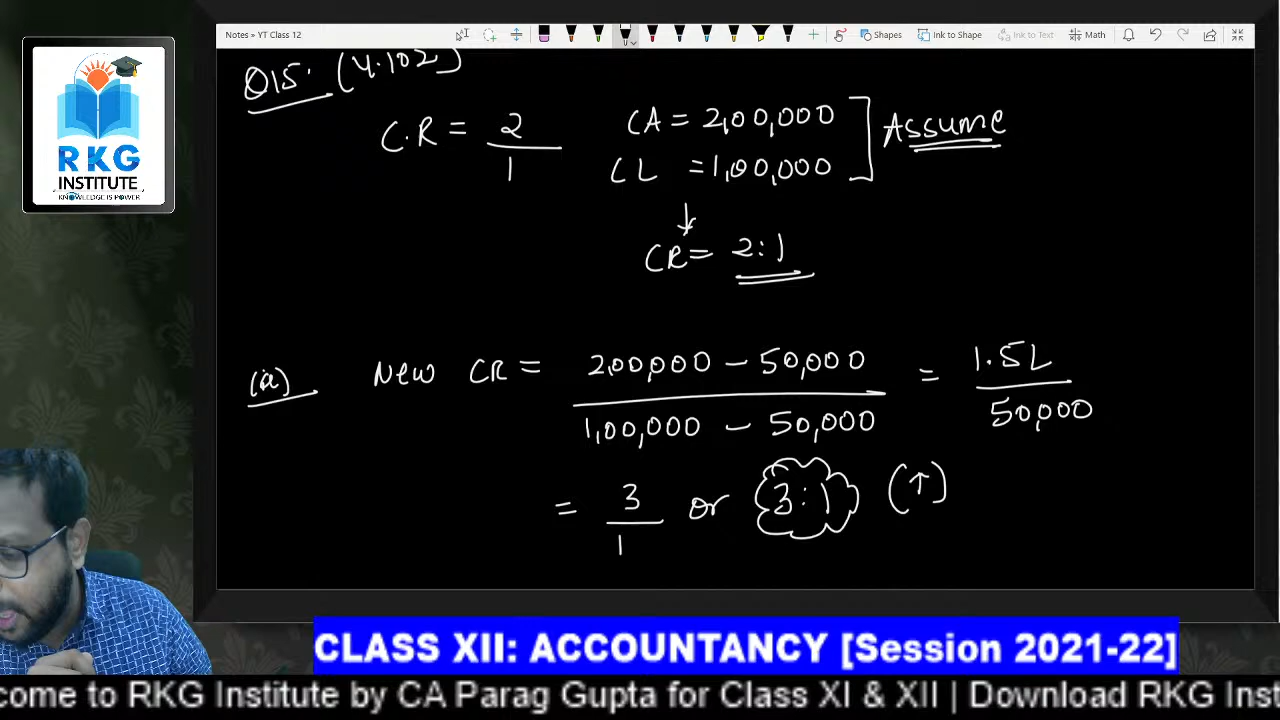 Notes » YT Class 12
Shapes
Ink to Shape
Ink to Text
Math
RKG
INSTITUTE
KNOWLEDGE IS POWER
Q15. (4.102)
C.R = 2/1
CA = 2,00,000
CL = 1,00,000
Assume
↓
CR = 2:1
(a) New CR = 2,00,000 – 50,000 / 1,00,000 – 50,000 = 1.5L / 50,000
= 3/1 or 3:1 (↑)
CLASS XII: ACCOUNTANCY [Session 2021-22]
come to RKG Institute by CA Parag Gupta for Class XI & XII | Download RKG Inst